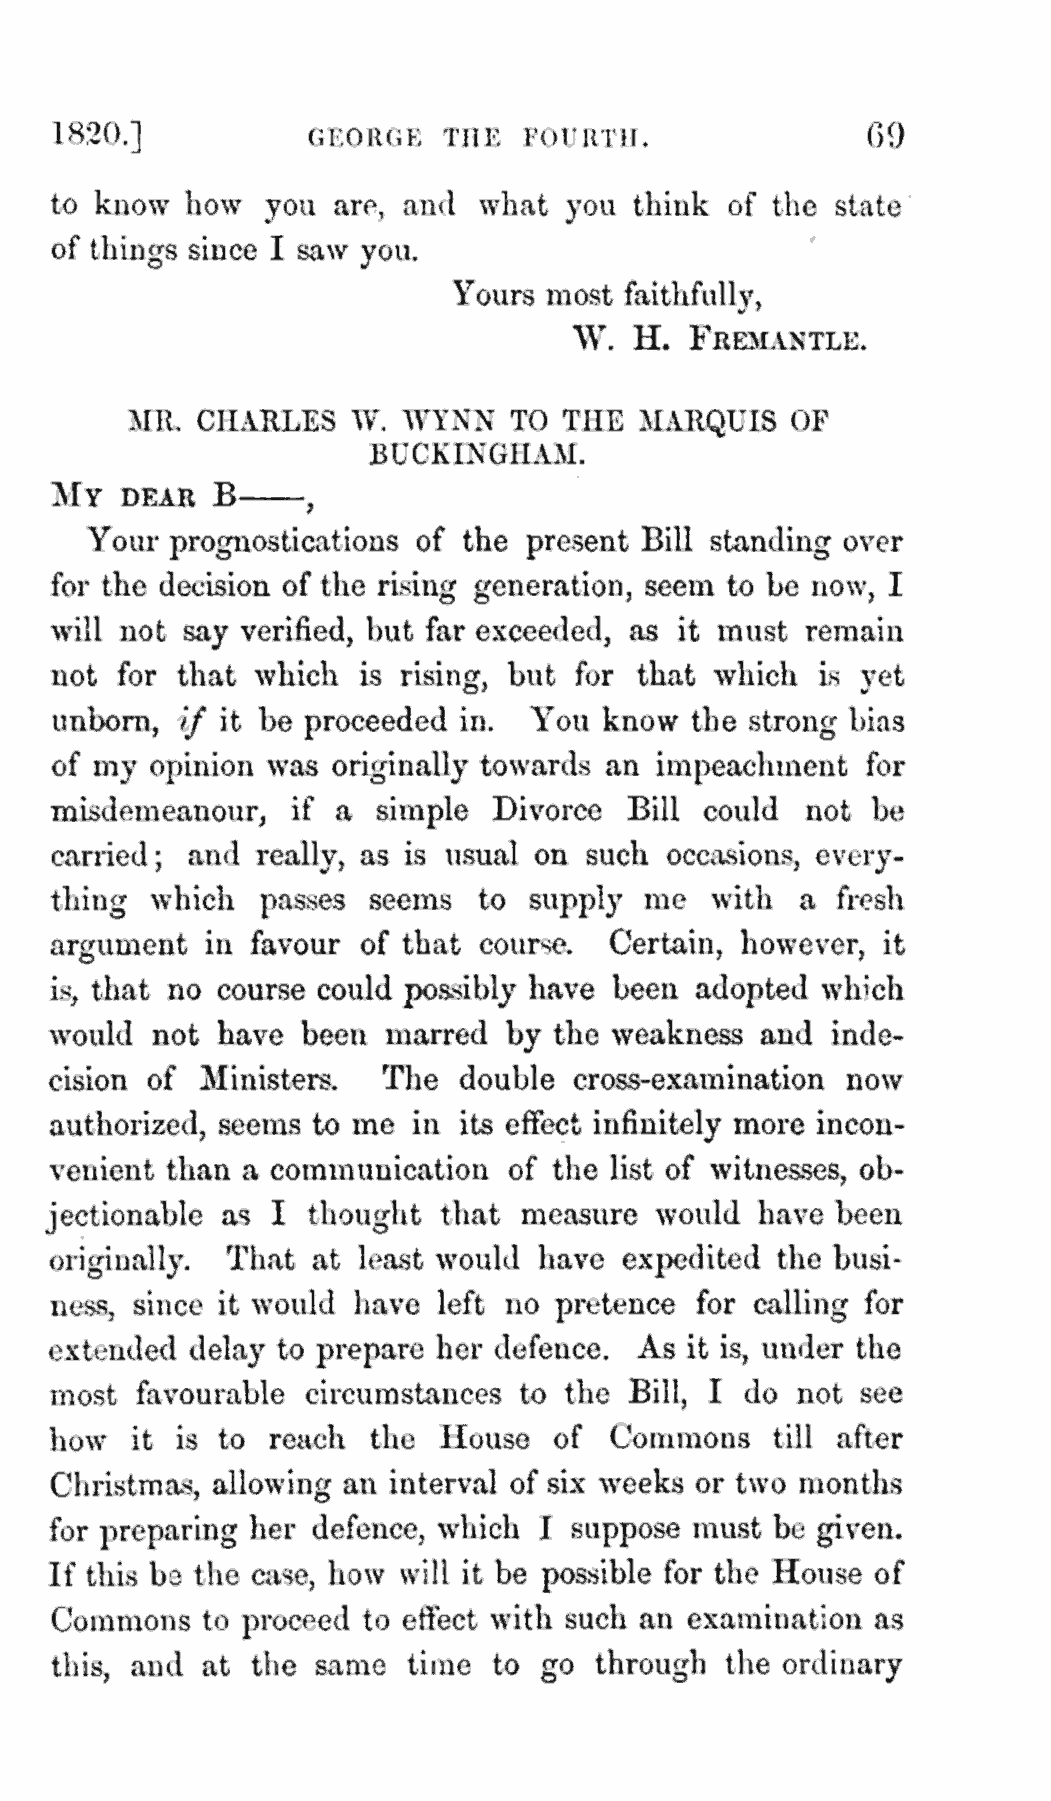 1820.] GEORGE THE FOURTH. 69
to know how you are, and what you think of the state
of things since I saw you.
Yours most faithfully,
W. H. FREMANTLE.
MR. CHARLES W. WYNN TO THE MARQUIS OF
BUCKINGHAM.
MY DEAR B——,
Your prognostications of the present Bill standing over
for the decision of the rising generation, seem to be now, I
will not say verified, but far exceeded, as it must remain
not for that which is rising, but for that which is yet
unborn, if it be proceeded in. You know the strong bias
of my opinion was originally towards an impeachment for
misdemeanour, if a simple Divorce Bill could not be
carried; and really, as is usual on such occasions, every-
thing which passes seems to supply me with a fresh
argument in favour of that course. Certain, however, it
is, that no course could possibly have been adopted which
would not have been marred by the weakness and inde-
cision of Ministers. The double cross-examination now
authorized, seems to me in its effect infinitely more incon-
venient than a communication of the list of witnesses, ob-
jectionable as I thought that measure would have been
originally. That at least would have expedited the busi-
ness, since it would have left no pretence for calling for
extended delay to prepare her defence. As it is, under the
most favourable circumstances to the Bill, I do not see
how it is to reach the House of Commons till after
Christmas, allowing an interval of six weeks or two months
for preparing her defence, which I suppose must be given.
If this be the case, how will it be possible for the House of
Commons to proceed to effect with such an examination as
this, and at the same time to go through the ordinary